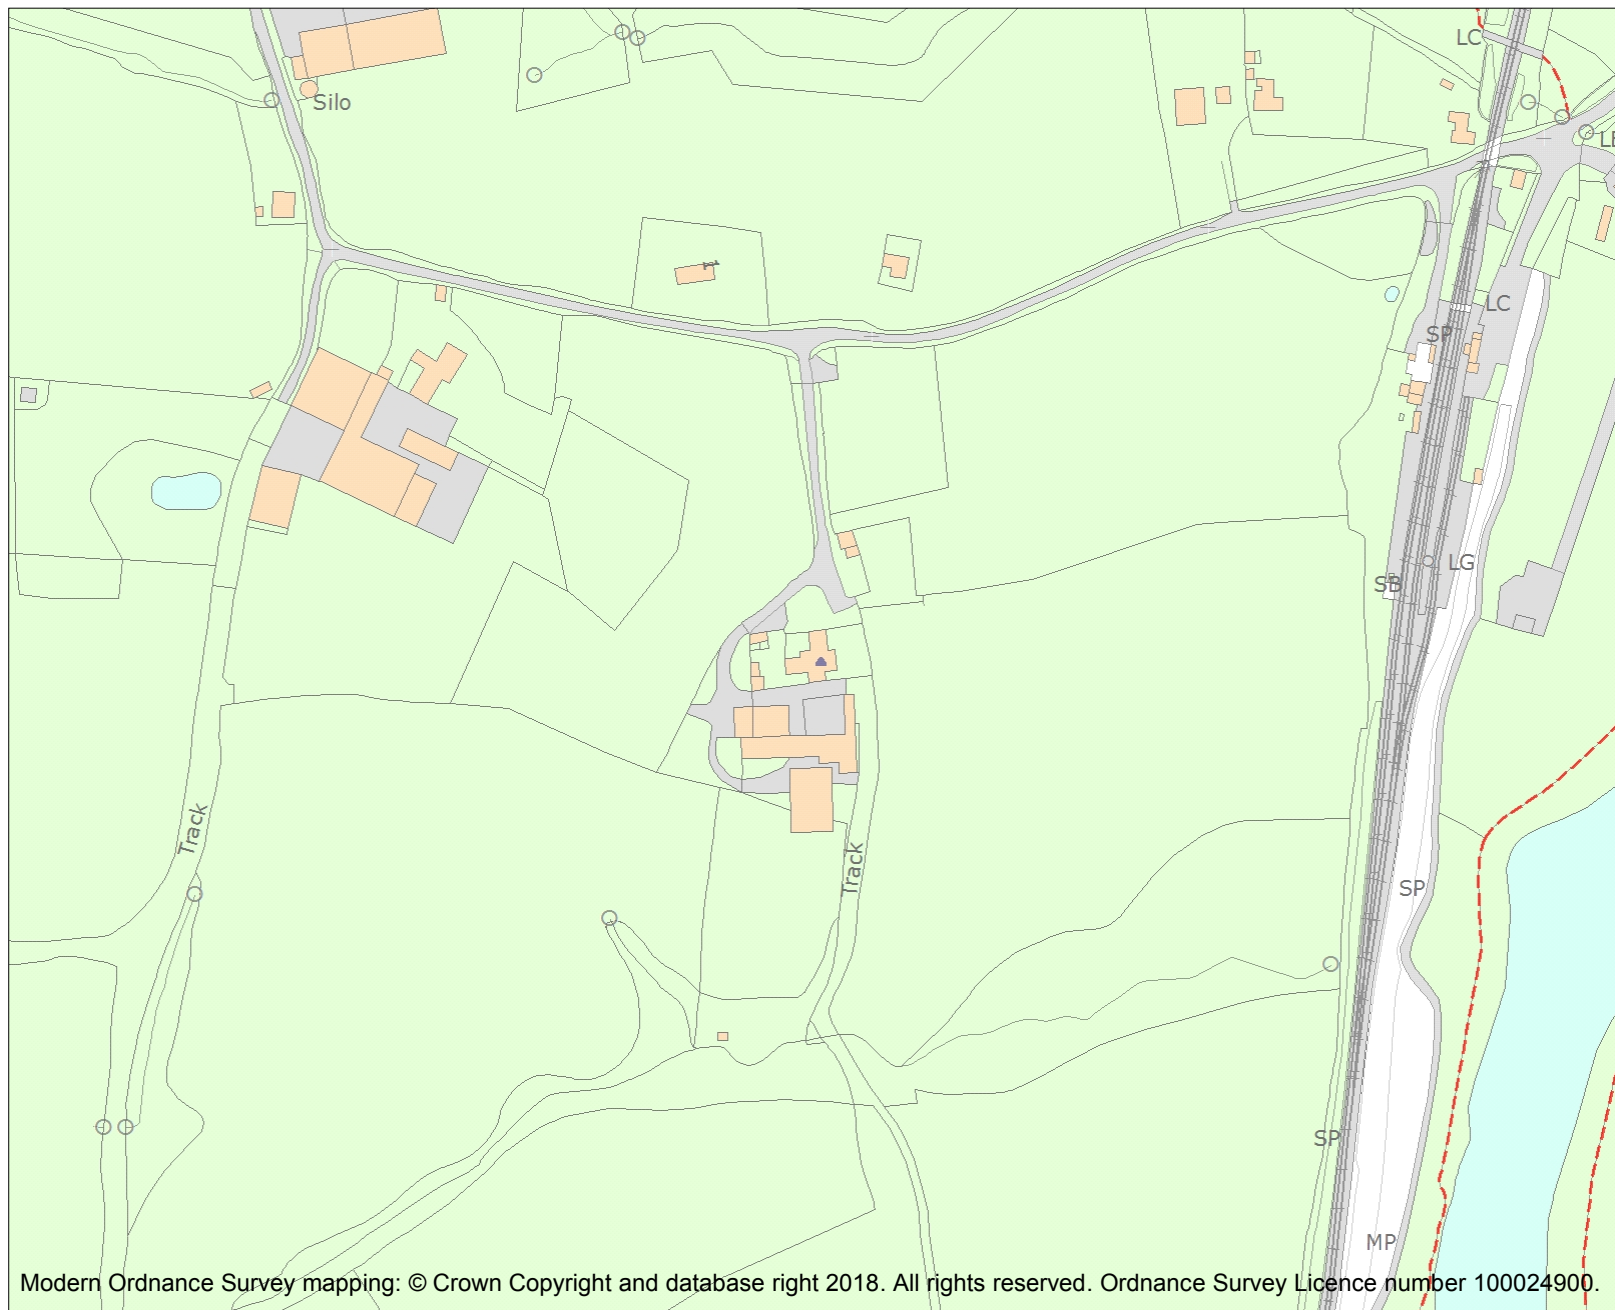 LC
Silo
1
LC
SP
LG
SB
Track
Track
SP
SP
MP
Modern Ordnance Survey mapping: © Crown Copyright and database right 2018. All rights reserved. Ordnance Survey Licence number 100024900.